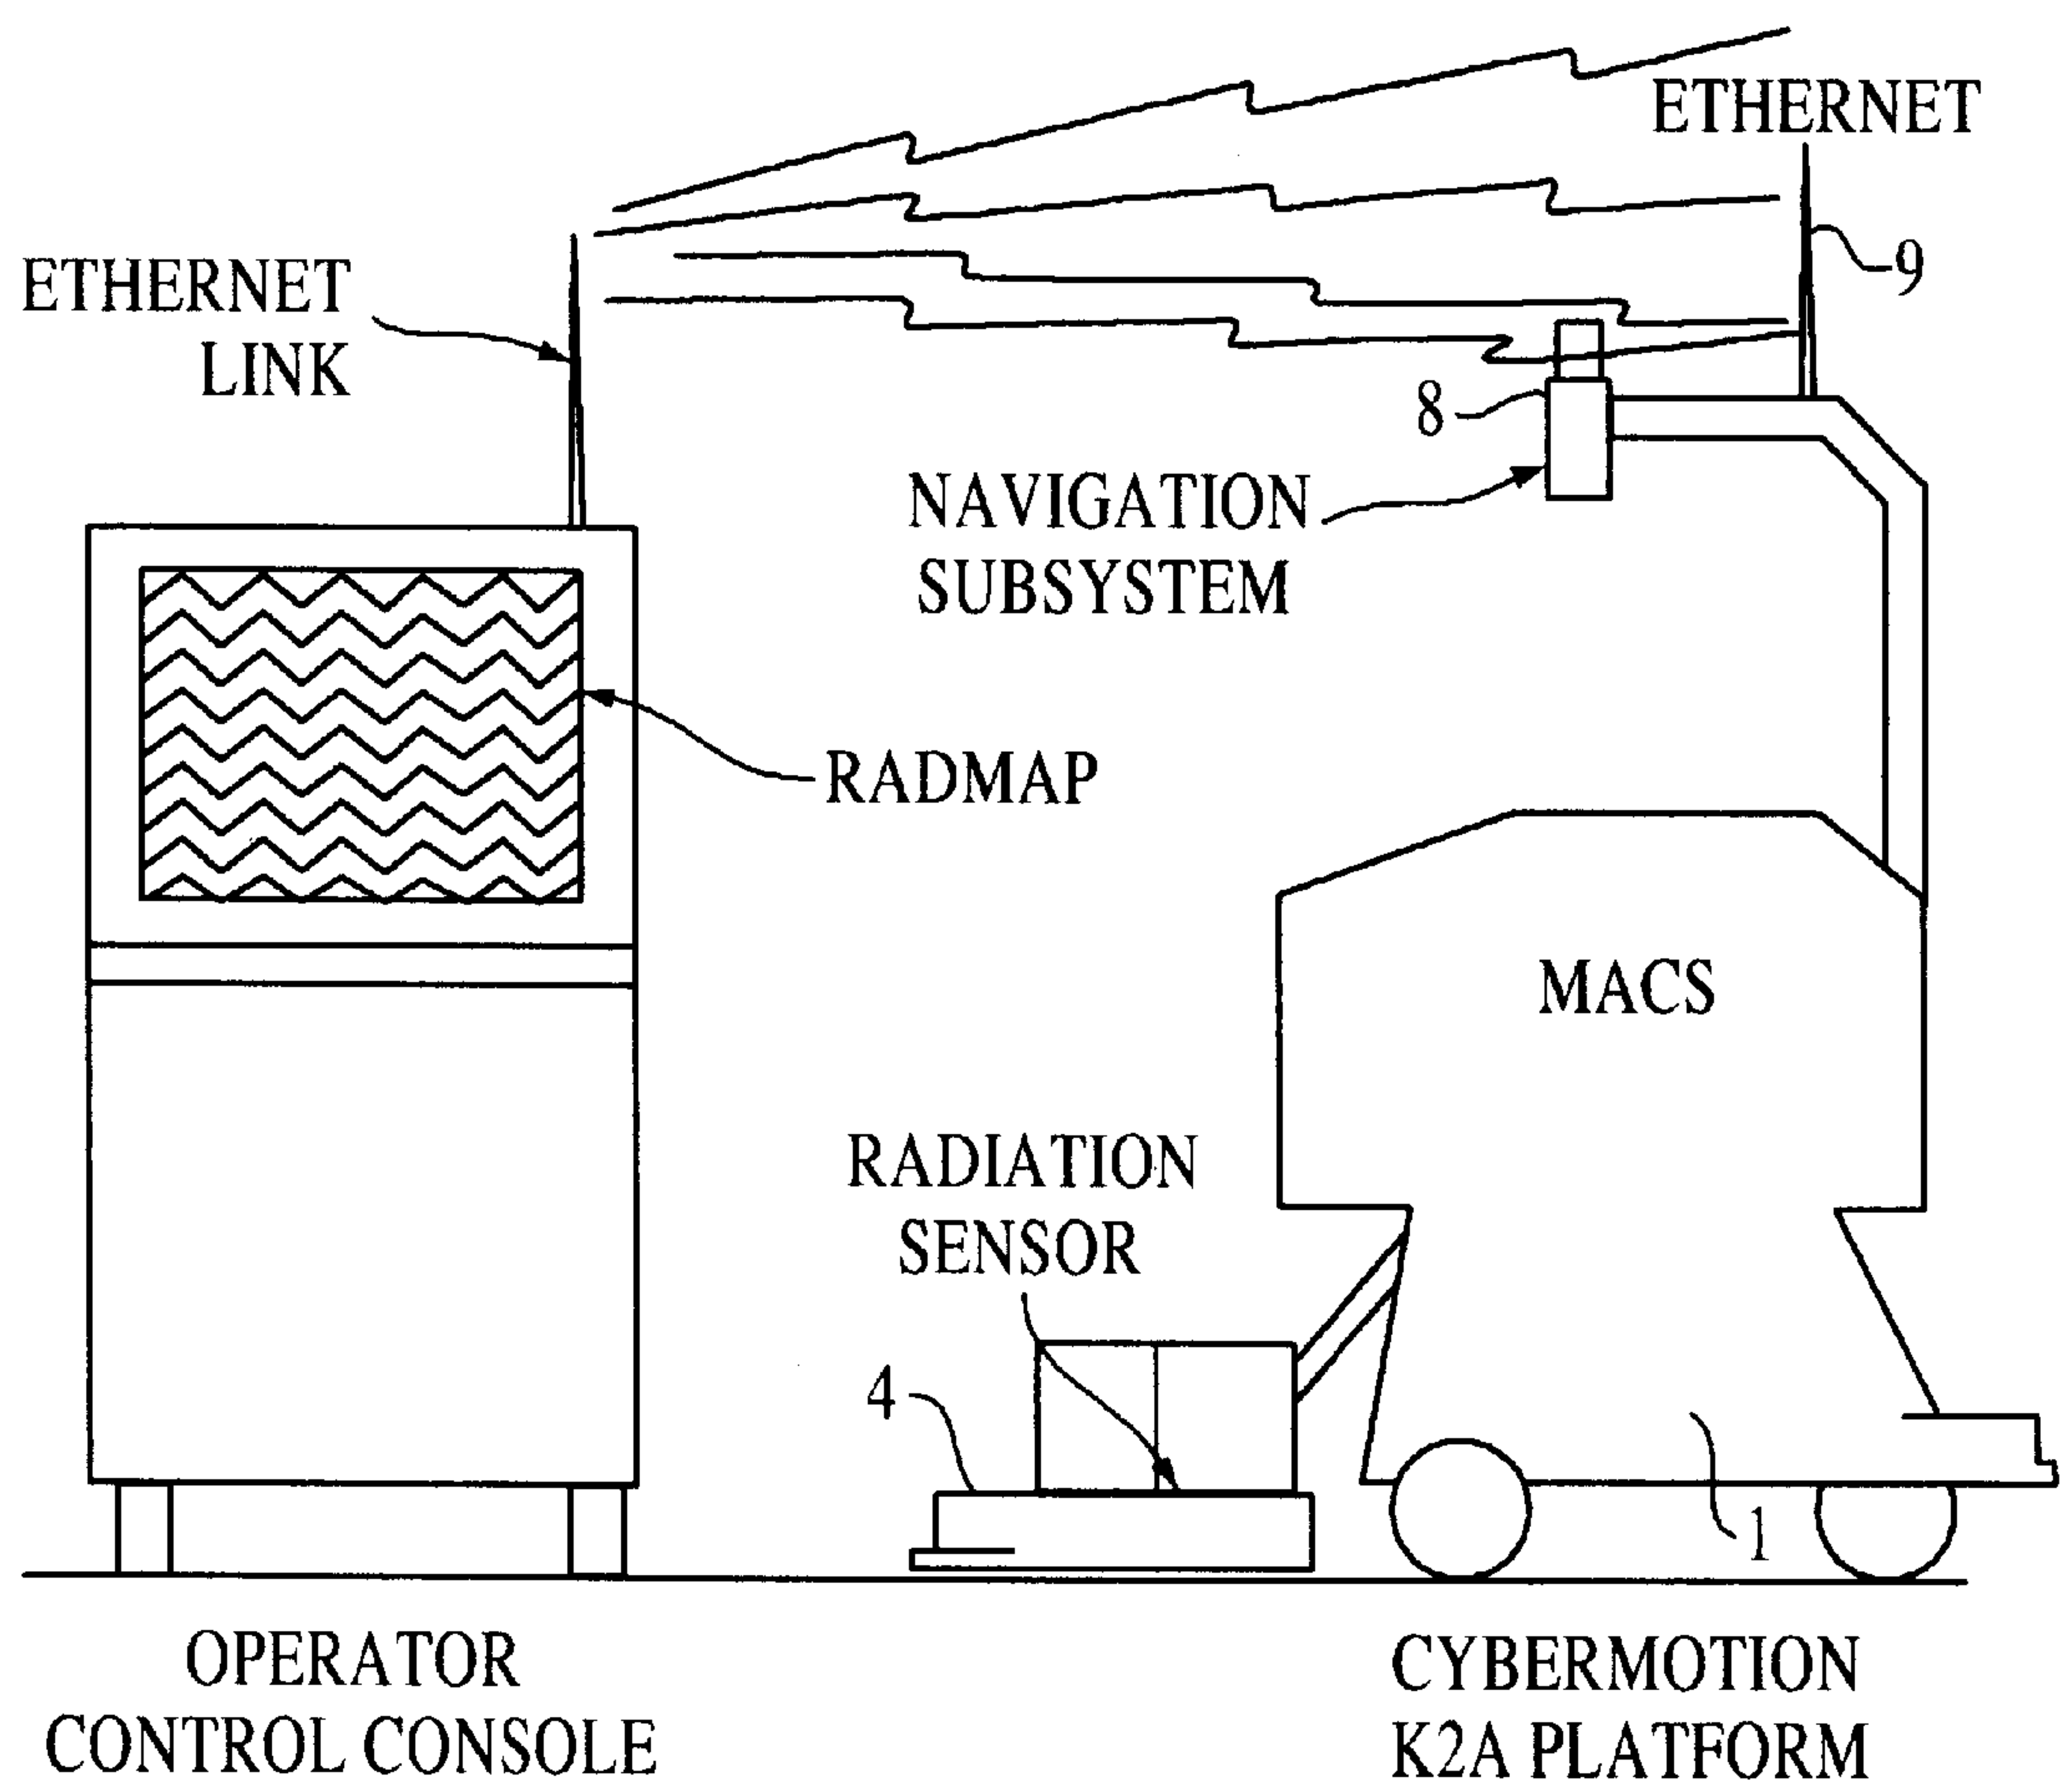 ETHERNET
9
ETHERNET
LINK
8
NAVIGATION
SUBSYSTEM
RADMAP
MACS
RADIATION
SENSOR
4
1
OPERATOR
CONTROL CONSOLE
CYBERMOTION
K2A PLATFORM